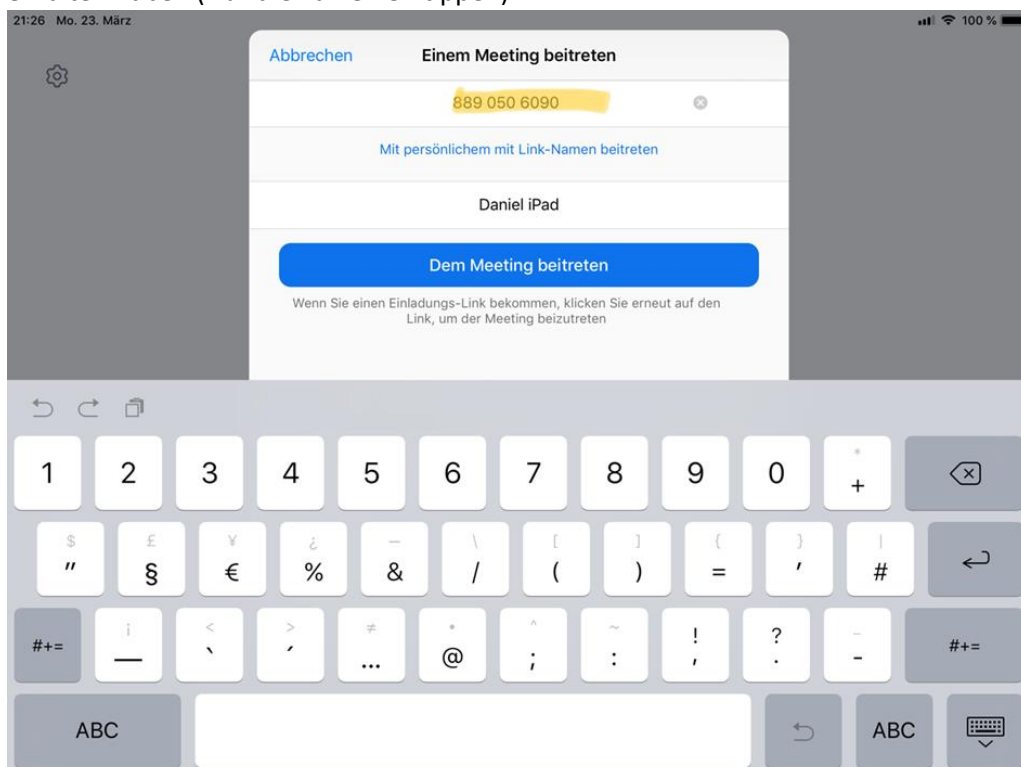 21:26 Mo. 23. März
100 %
Abbrechen
Einem Meeting beitreten
889 050 6090
Mit persönlichem mit Link-Namen beitreten
Daniel iPad
Dem Meeting beitreten
Wenn Sie einen Einladungs-Link bekommen, klicken Sie erneut auf den
Link, um der Meeting beizutreten
1 2 3 4 5 6 7 8 9 0 * +
$ £ ¥ ¿ – \ [ ] { } |
" § € % & / ( ) = ' #
¡ < > ≠ • ^ ~ ! ? _
#+= — ` ´ ... @ ; : , . - #+=
ABC ABC